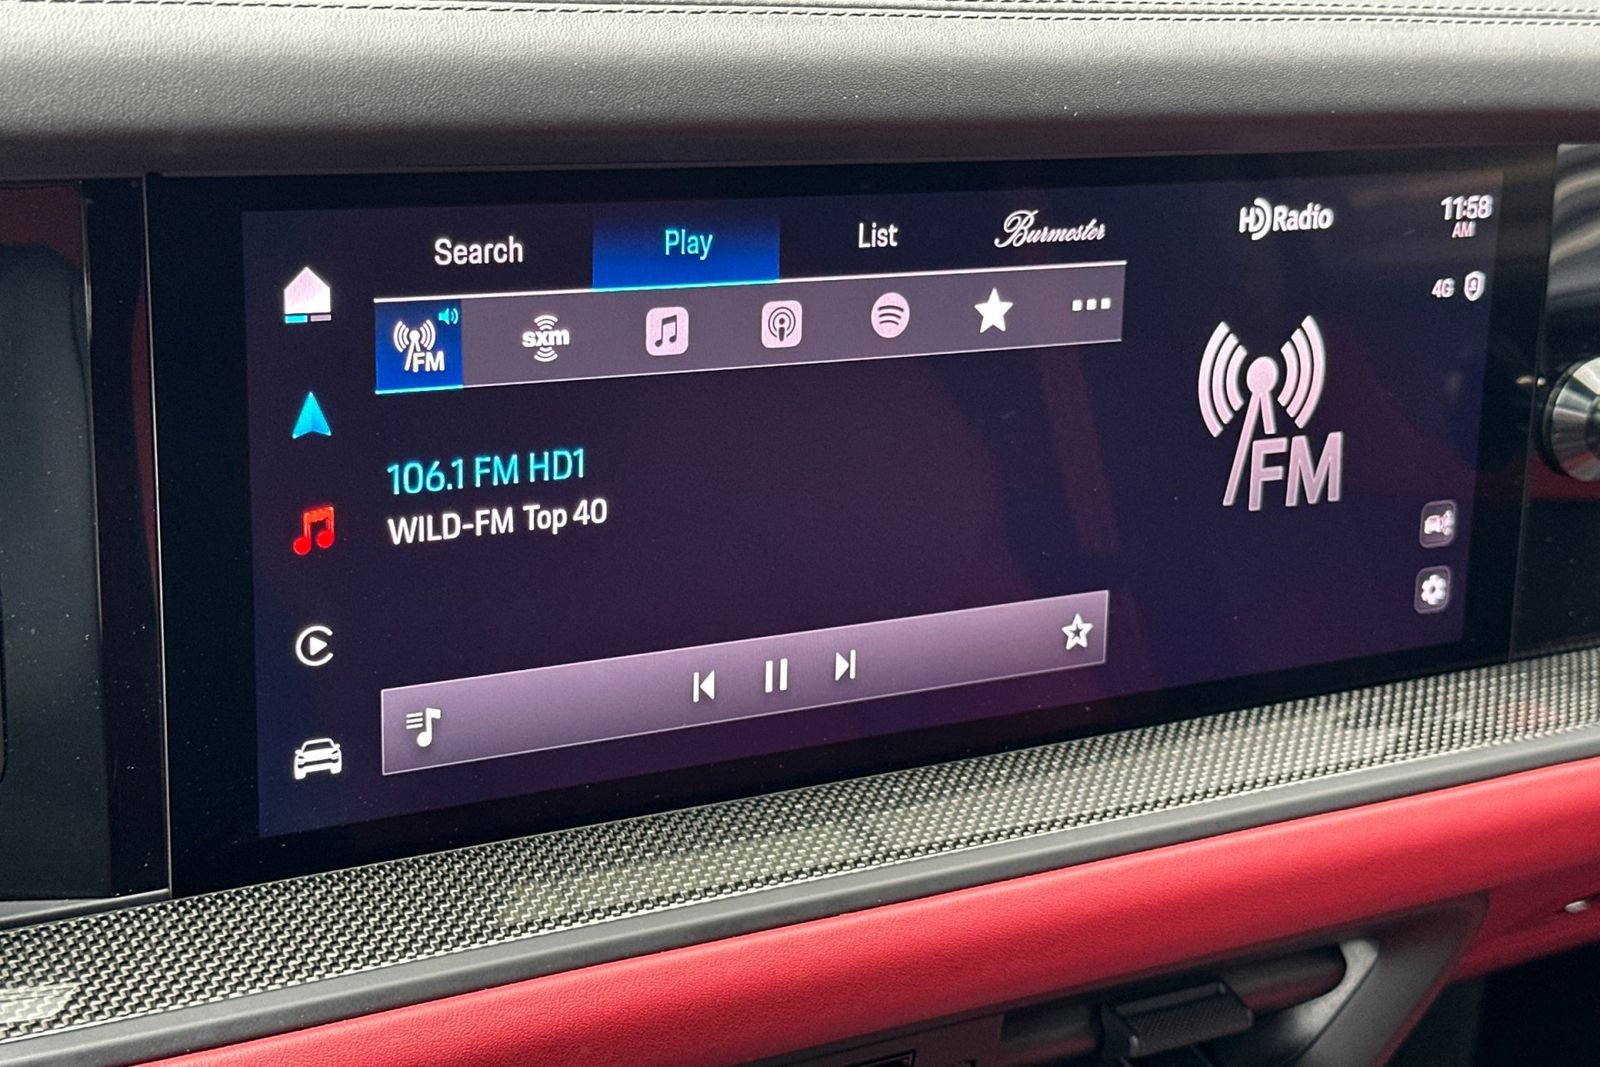 Search
Play
List
Burmester
HD Radio
11:58
AM
4G
FM
sxm
FM
106.1 FM HD1
WILD-FM Top 40